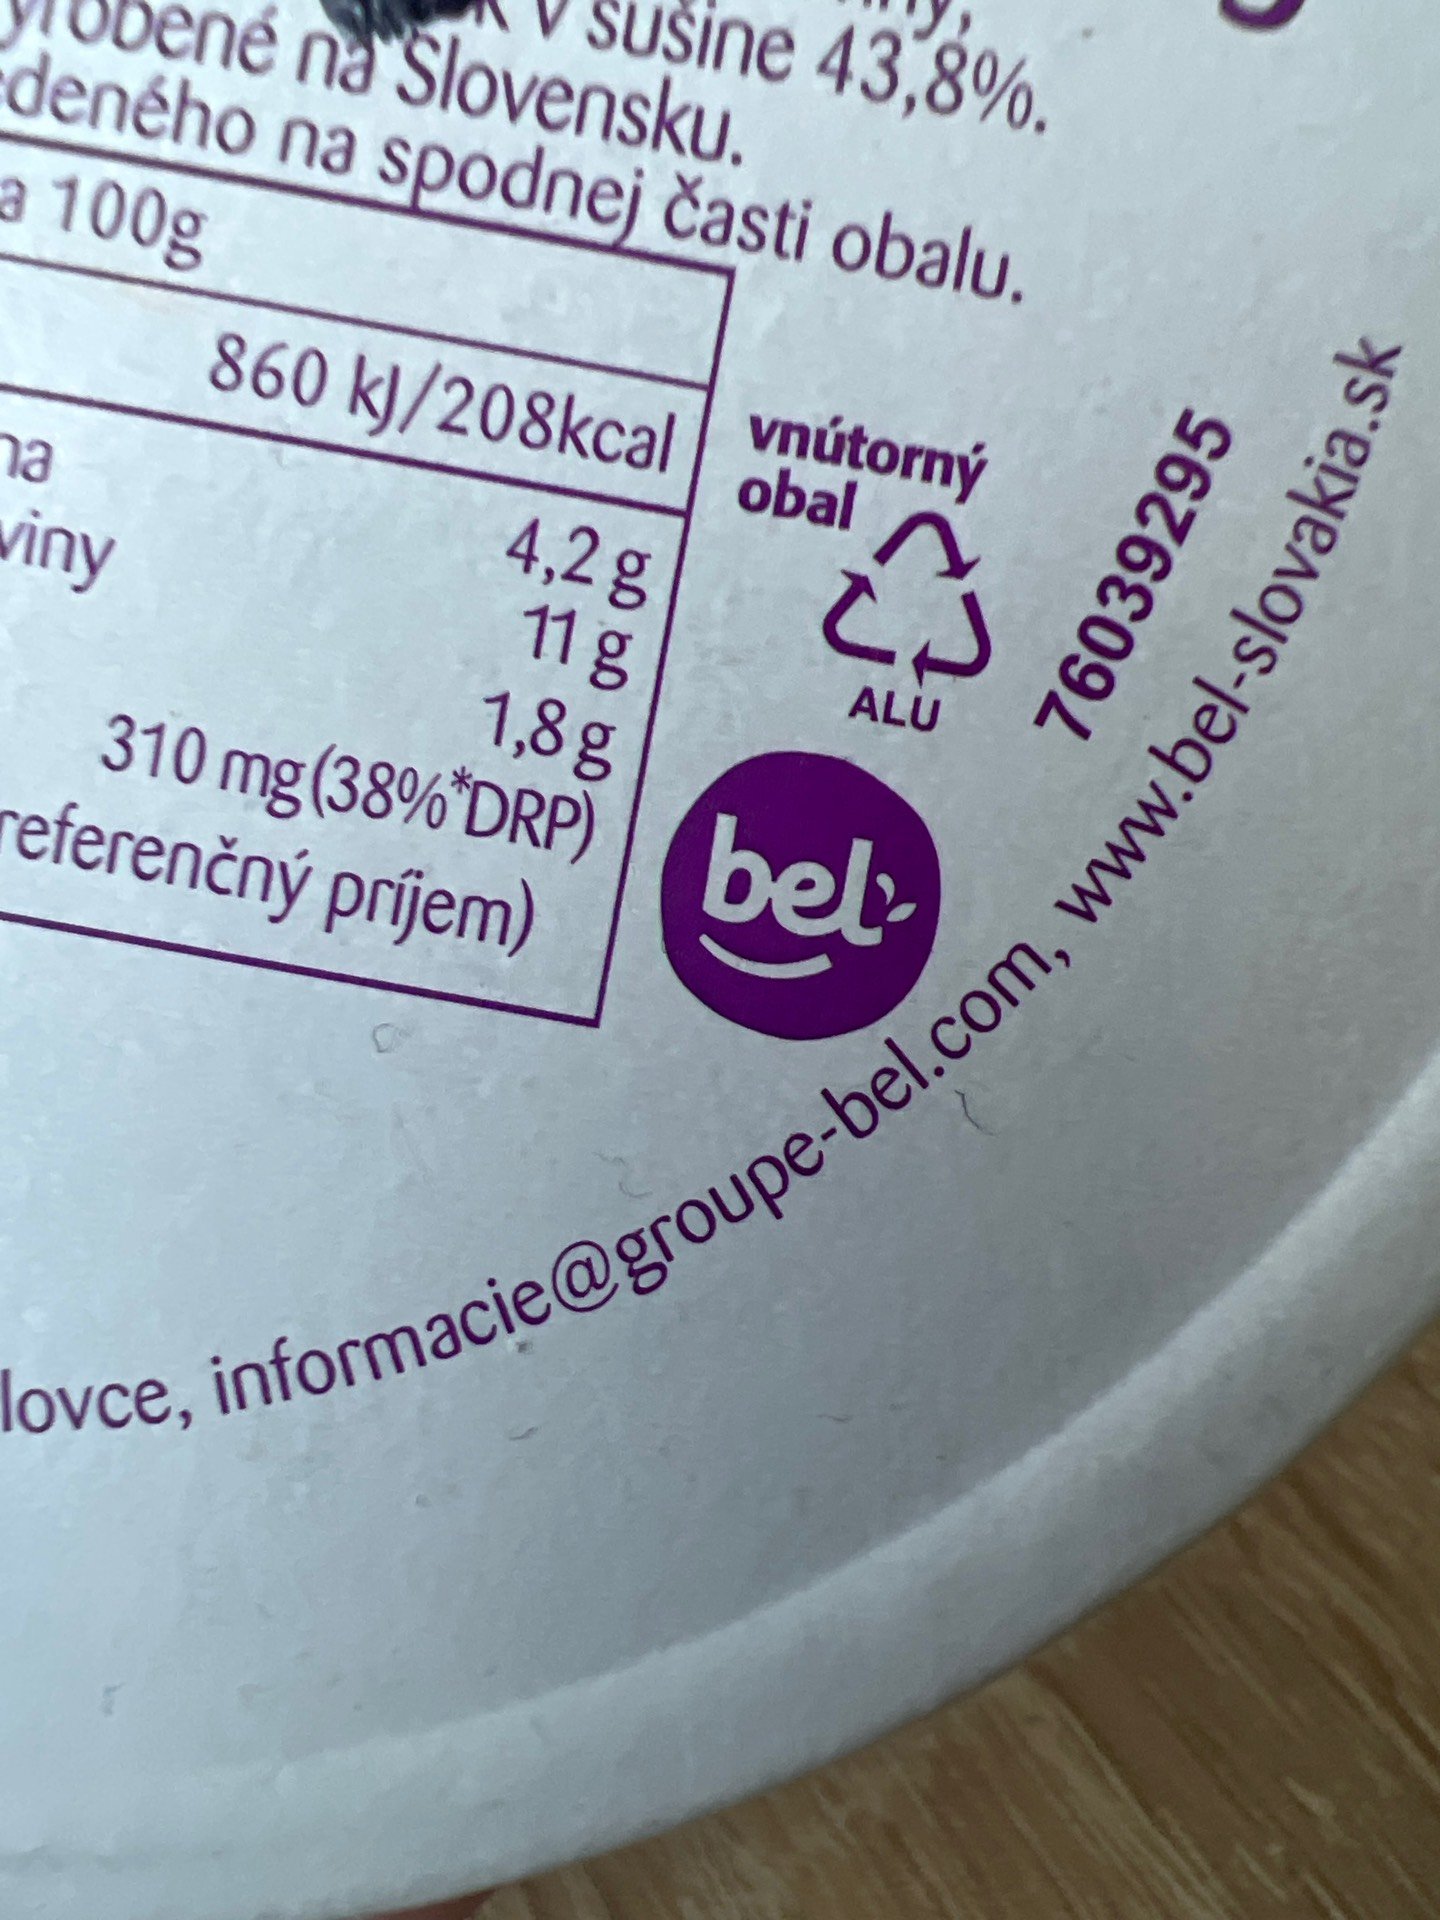 v sušine 43,8%.
yrobené na Slovensku.
deného na spodnej časti obalu.
a 100g
860 kJ/208kcal
na
viny
4,2 g
11 g
1,8 g
310 mg(38%*DRP)
referenčný príjem)
vnútorný
obal
ALU
76039295
bel
lovce, informacie@groupe-bel.com, www.bel-slovakia.sk